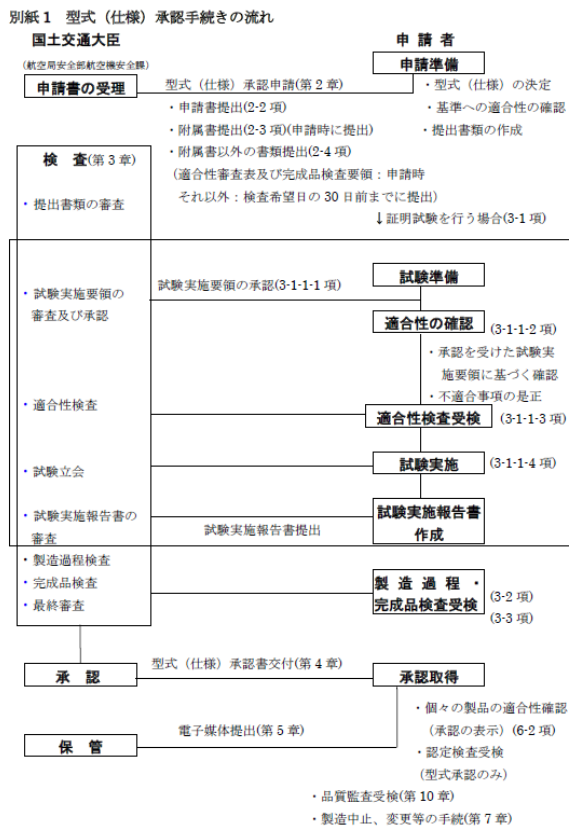 別紙1 型式（仕様）承認手続きの流れ
国土交通大臣
申 請 者
(航空局安全部航空機安全課)
申請準備
申請書の受理
型式（仕様）承認申請(第2章)
・型式（仕様）の決定
・申請書提出(2-2 項)
・基準への適合性の確認
・附属書提出(2-3 項)(申請時に提出)
・提出書類の作成
・附属書以外の書類提出(2-4 項)
(適合性審査表及び完成品検査要領：申請時
それ以外：検査希望日の 30 日前までに提出)
検 査(第3章)
・提出書類の審査
↓証明試験を行う場合(3-1 項)
試験実施要領の承認(3-1-1-1 項)
試験準備
・試験実施要領の
審査及び承認
適合性の確認
(3-1-1-2 項)
・承認を受けた試験実
施要領に基づく確認
・不適合事項の是正
・適合性検査
適合性検査受検
(3-1-1-3 項)
・試験立会
試験実施
(3-1-1-4 項)
・試験実施報告書の
審査
試験実施報告書提出
試験実施報告書
作成
・製造過程検査
・完成品検査
・最終審査
製 造 過 程 ・
完成品検査受検
(3-2 項)
(3-3 項)
承 認
型式（仕様）承認書交付(第4章)
承認取得
・個々の製品の適合性確認
（承認の表示）(6-2 項)
・認定検査受検
(型式承認のみ)
電子媒体提出(第5章)
保 管
・品質監査受検(第 10 章)
・製造中止、変更等の手続(第7章)